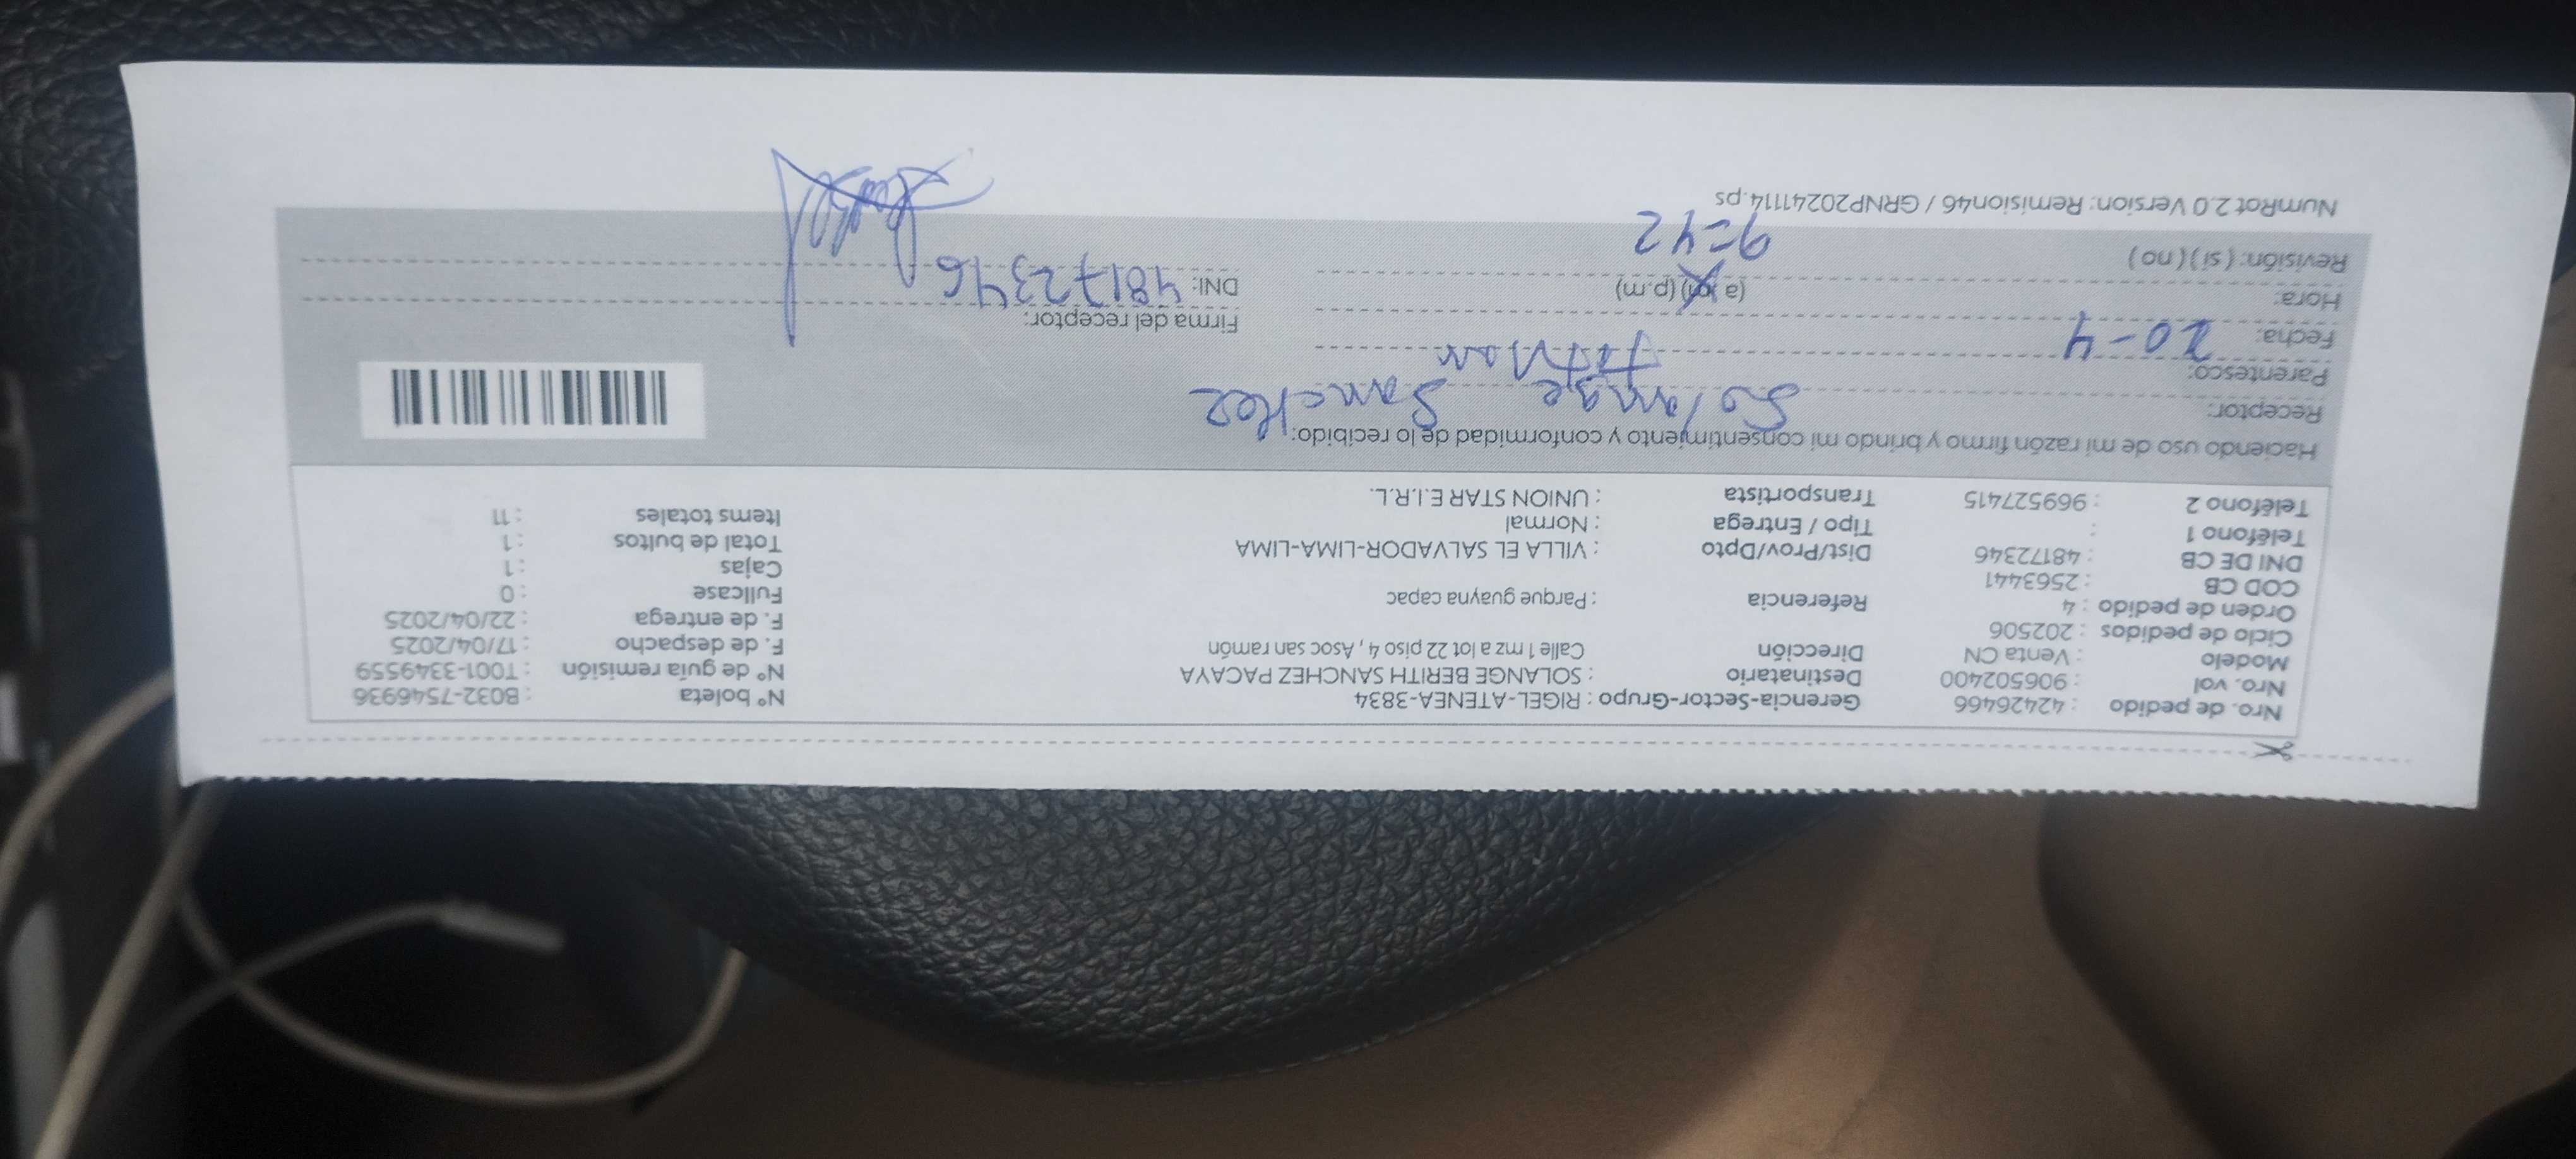 Nro. de pedido : 42426466 Gerencia-Sector-Grupo : RIGEL-ATENEA-3834 N° boleta : B032-7546936
Nro. vol : 906502400 Destinatario : SOLANGE BERITH SANCHEZ PACAYA N° de guía remisión : T001-3349559
Modelo : Venta CN Dirección Calle 1 mz a lot 22 piso 4 , Asoc san ramón F. de despacho : 17/04/2025
Ciclo de pedidos : 202506 F. de entrega : 22/04/2025
Orden de pedido : 4 Referencia : Parque guayna capac Fullcase : 0
COD CB : 2563441 Cajas : 1
DNI DE CB : 48172346 Dist/Prov/Dpto : VILLA EL SALVADOR-LIMA-LIMA Total de bultos : 1
Teléfono 1 : Tipo / Entrega : Normal Items totales : 11
Teléfono 2 : 969527415 Transportista : UNION STAR E.I.R.L.
Haciendo uso de mi razón firmo y brindo mi consentimiento y conformidad de lo recibido:
Receptor: Solange Sanchez
Parentesco: Titular
Fecha: 20-4 Firma del receptor:
Hora: (a.m) (p.m) DNI: 48172346
Revisión: ( si ) ( no ) 9=42
NumRot 2.0 Version: Remision46 / GRNP20241114.ps